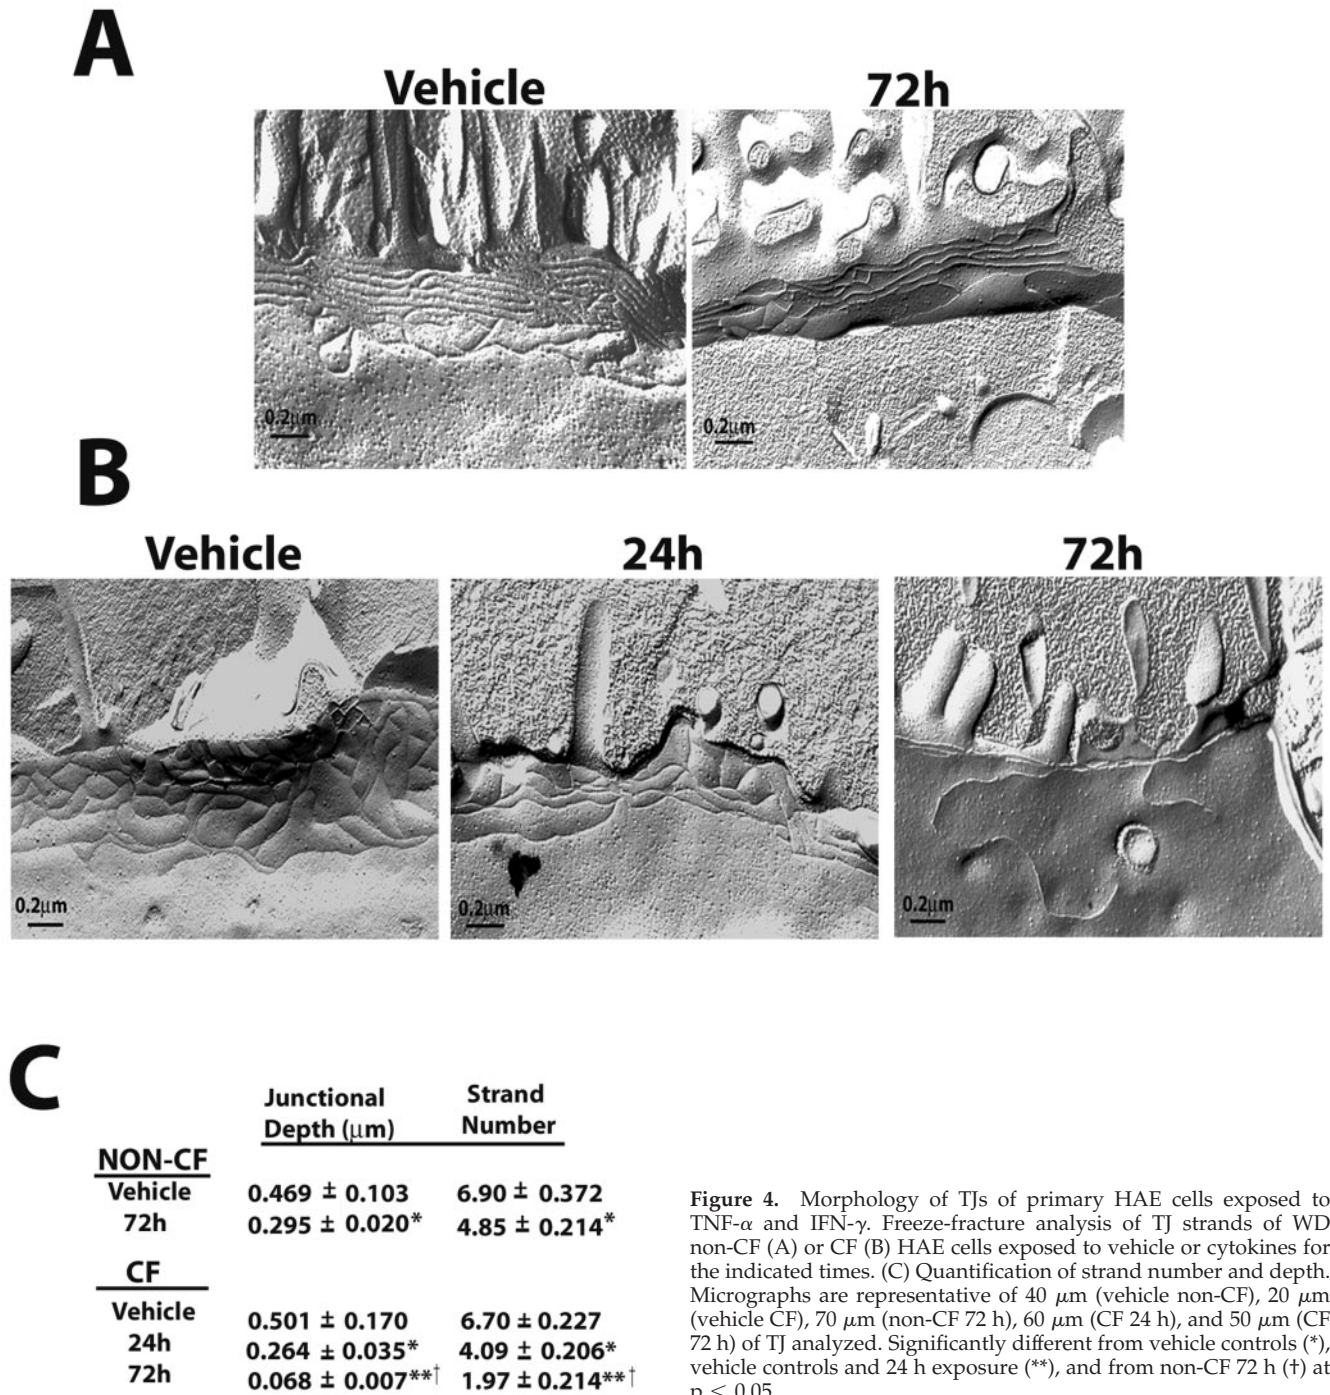 A
Vehicle 72h
0.2μm 0.2μm
B
Vehicle 24h 72h
0.2μm 0.2μm 0.2μm
C
Junctional Strand
Depth (μm) Number
NON-CF
Vehicle 0.469 ± 0.103 6.90 ± 0.372
72h 0.295 ± 0.020* 4.85 ± 0.214*
CF
Vehicle 0.501 ± 0.170 6.70 ± 0.227
24h 0.264 ± 0.035* 4.09 ± 0.206*
72h 0.068 ± 0.007**† 1.97 ± 0.214**†
Figure 4. Morphology of TJs of primary HAE cells exposed to
TNF-α and IFN-γ. Freeze-fracture analysis of TJ strands of WD
non-CF (A) or CF (B) HAE cells exposed to vehicle or cytokines for
the indicated times. (C) Quantification of strand number and depth.
Micrographs are representative of 40 μm (vehicle non-CF), 20 μm
(vehicle CF), 70 μm (non-CF 72 h), 60 μm (CF 24 h), and 50 μm (CF
72 h) of TJ analyzed. Significantly different from vehicle controls (*),
vehicle controls and 24 h exposure (**), and from non-CF 72 h (†) at
p < 0.05